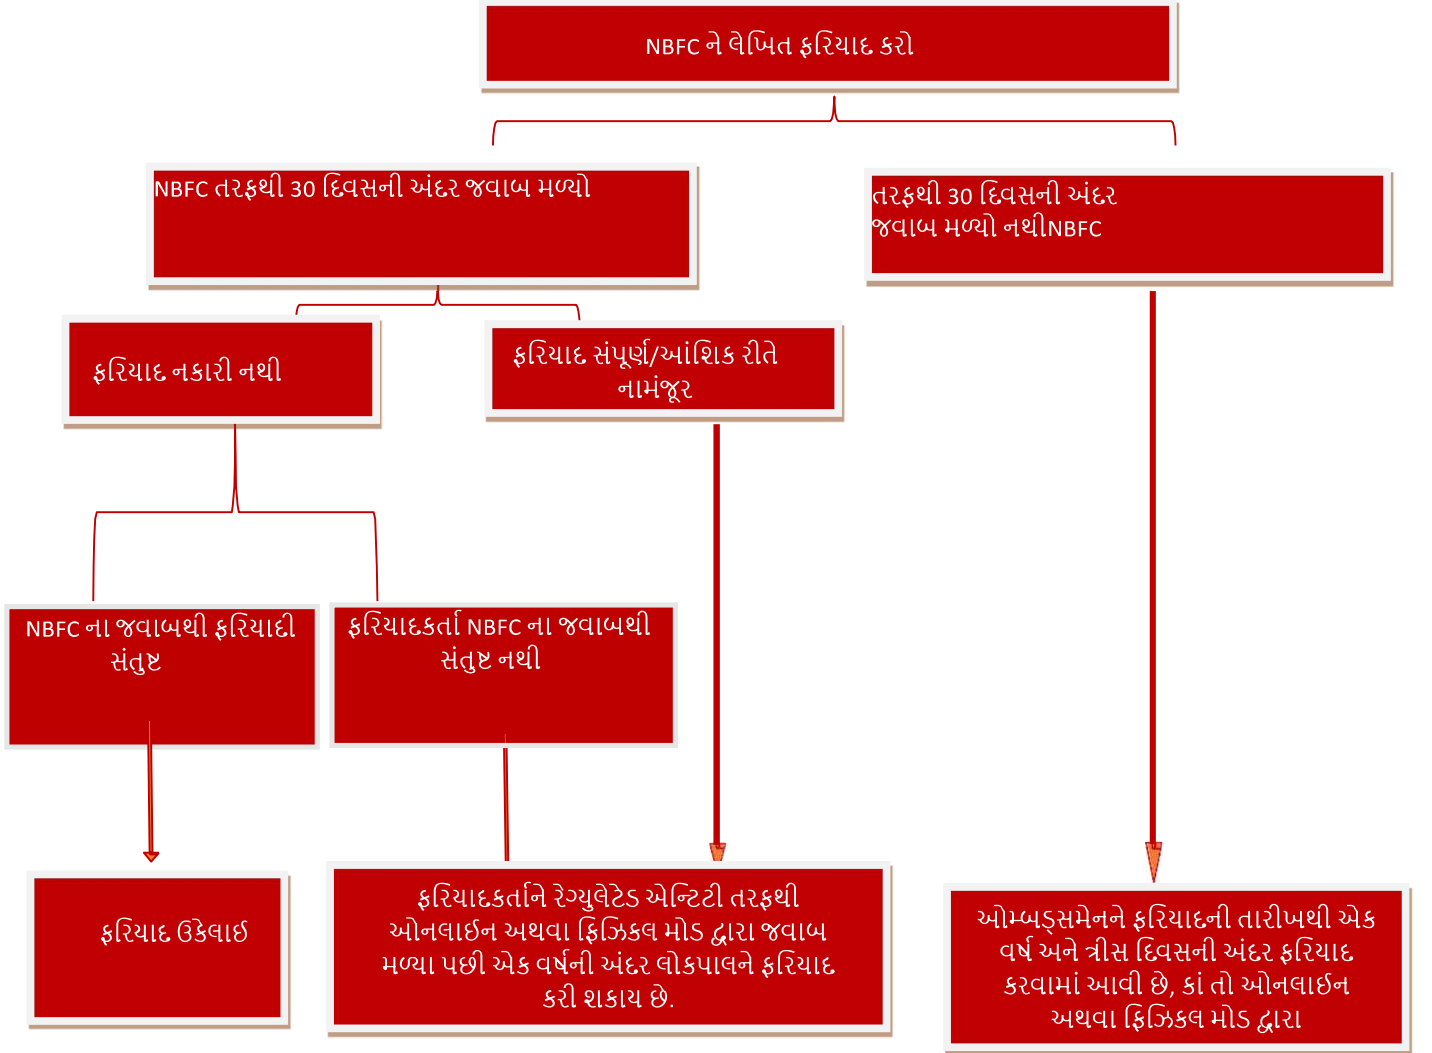 NBFC ને લેખિત ફરિયાદ કરો
NBFC તરફથી 30 દિવસની અંદર જવાબ મળ્યો
તરફથી 30 દિવસની અંદર
જવાબ મળ્યો નથીNBFC
ફરિયાદ નકારી નથી
ફરિયાદ સંપૂર્ણ/આંશિક રીતે
નામંજૂર
NBFC ના જવાબથી ફરિયાદી
સંતુષ્ટ
ફરિયાદકર્તા NBFC ના જવાબથી
સંતુષ્ટ નથી
ફરિયાદ ઉકેલાઈ
ફરિયાદકર્તાને રેગ્યુલેટેડ એન્ટિટી તરફથી
ઓનલાઈન અથવા ફિઝિકલ મોડ દ્વારા જવાબ
મળ્યા પછી એક વર્ષની અંદર લોકપાલને ફરિયાદ
કરી શકાય છે.
ઓમ્બડ્સમેનને ફરિયાદની તારીખથી એક
વર્ષ અને ત્રીસ દિવસની અંદર ફરિયાદ
કરવામાં આવી છે, કાં તો ઓનલાઈન
અથવા ફિઝિકલ મોડ દ્વારા